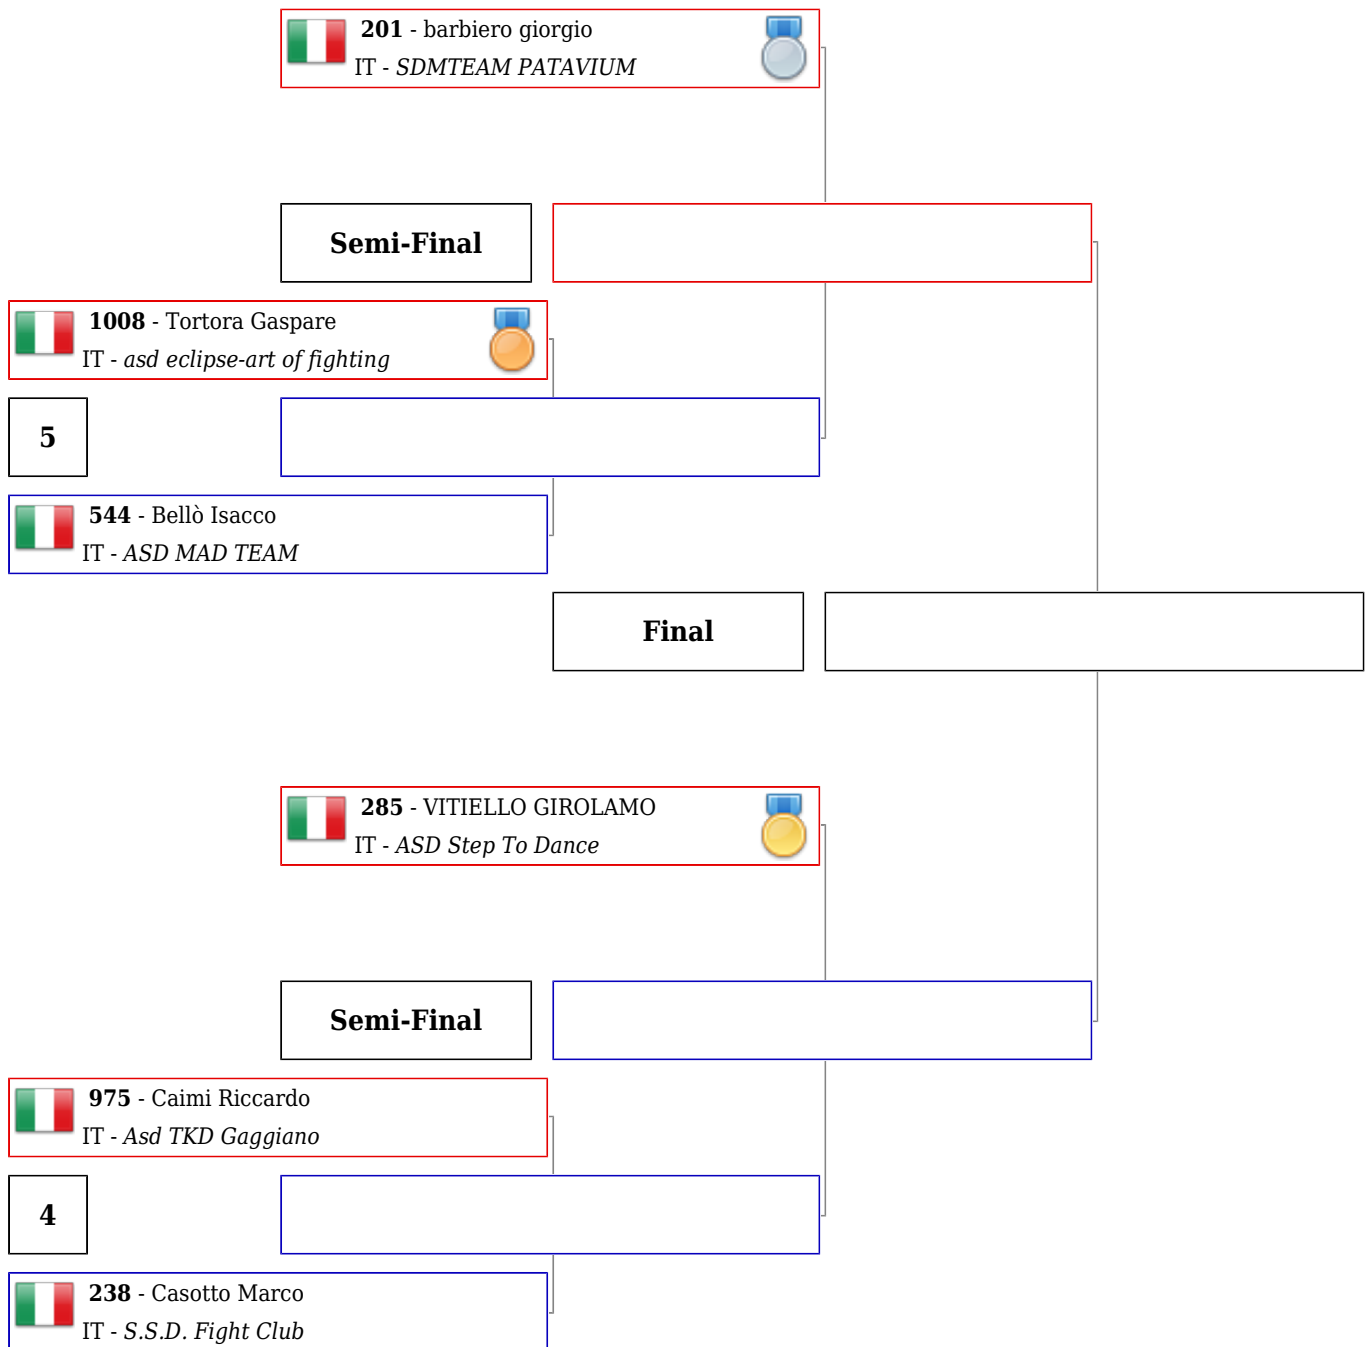 201 - barbiero giorgio
IT - SDMTEAM PATAVIUM
Semi-Final
1008 - Tortora Gaspare
IT - asd eclipse-art of fighting
5
544 - Bellò Isacco
IT - ASD MAD TEAM
Final
285 - VITIELLO GIROLAMO
IT - ASD Step To Dance
Semi-Final
975 - Caimi Riccardo
IT - Asd TKD Gaggiano
4
238 - Casotto Marco
IT - S.S.D. Fight Club